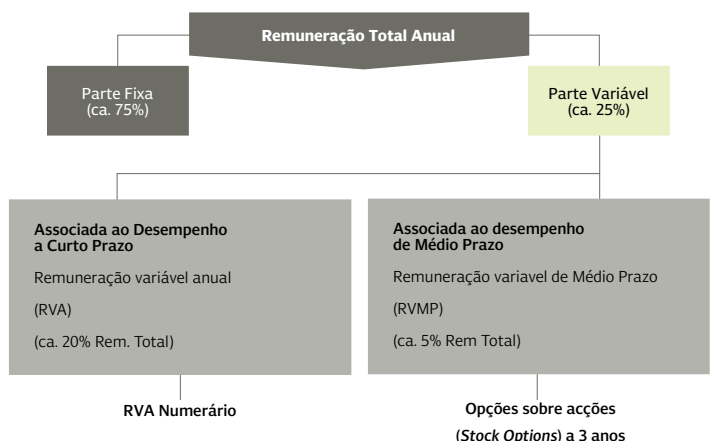 Remuneração Total Anual
Parte Fixa
(ca. 75%)
Parte Variável
(ca. 25%)
Associada ao Desempenho
a Curto Prazo
Remuneração variável anual
(RVA)
(ca. 20% Rem. Total)
Associada ao desempenho
de Médio Prazo
Remuneração variavel de Médio Prazo
(RVMP)
(ca. 5% Rem Total)
RVA Numerário
Opções sobre acções
(Stock Options) a 3 anos